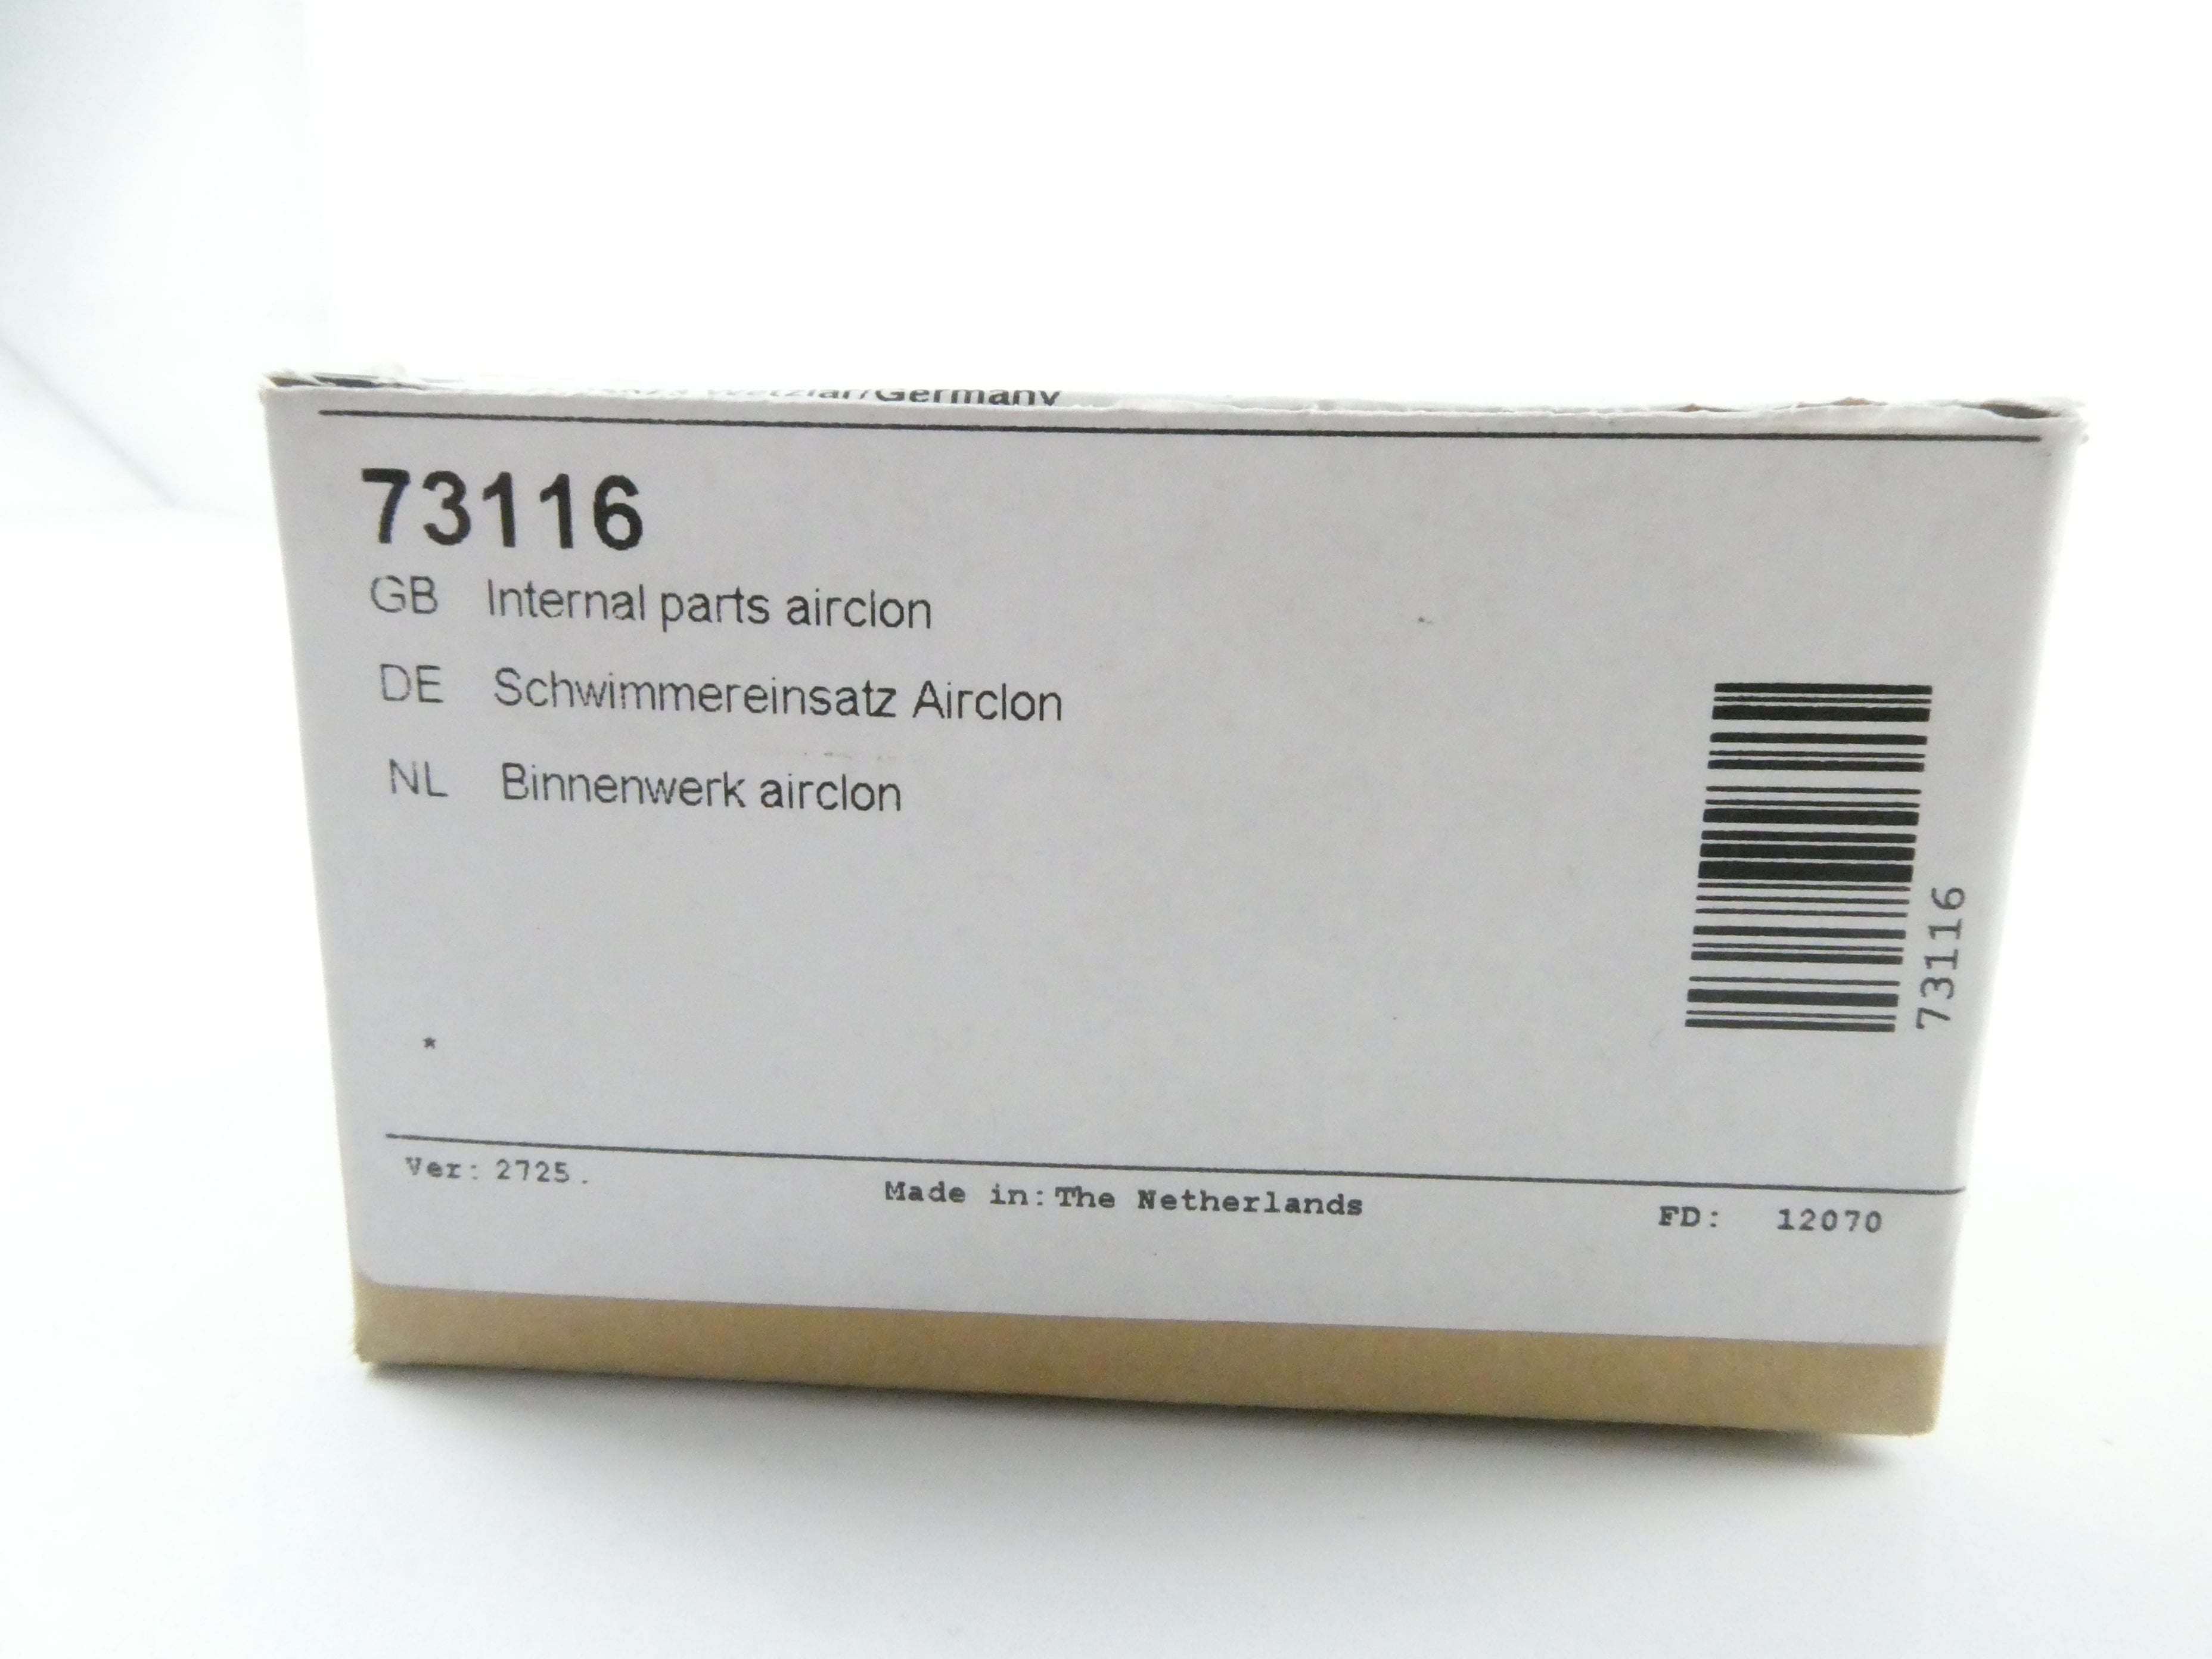 Wetzlar/Germany
73116
GB Internal parts airclon
DE Schwimmereinsatz Airclon
NL Binnenwerk airclon
73116
*
Ver: 2725.
Made in: The Netherlands
FD: 12070